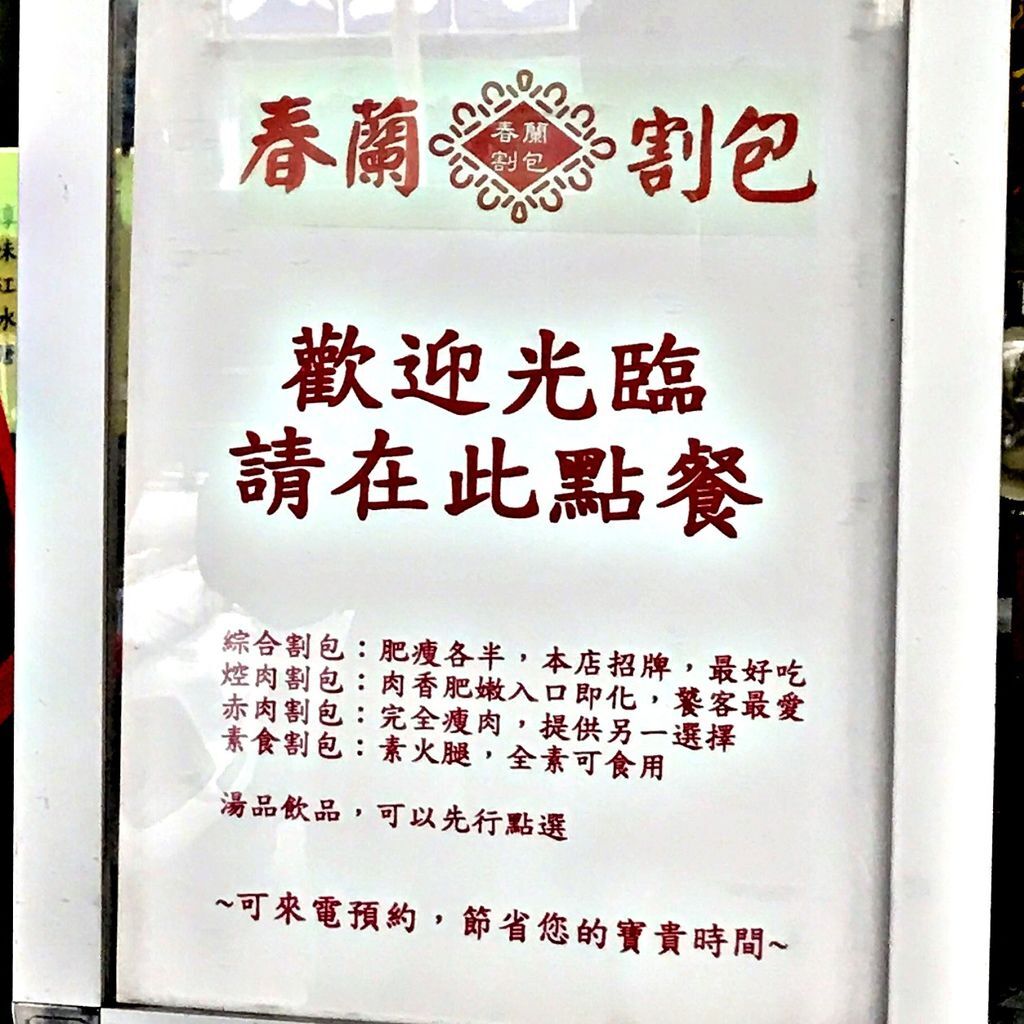 春蘭 春蘭割包 割包
歡迎光臨
請在此點餐
綜合割包：肥瘦各半，本店招牌，最好吃
焢肉割包：肉香肥嫩入口即化，饕客最愛
赤肉割包：完全瘦肉，提供另一選擇
素食割包：素火腿，全素可食用
湯品飲品，可以先行點選
~可來電預約，節省您的寶貴時間~
味
紅
水